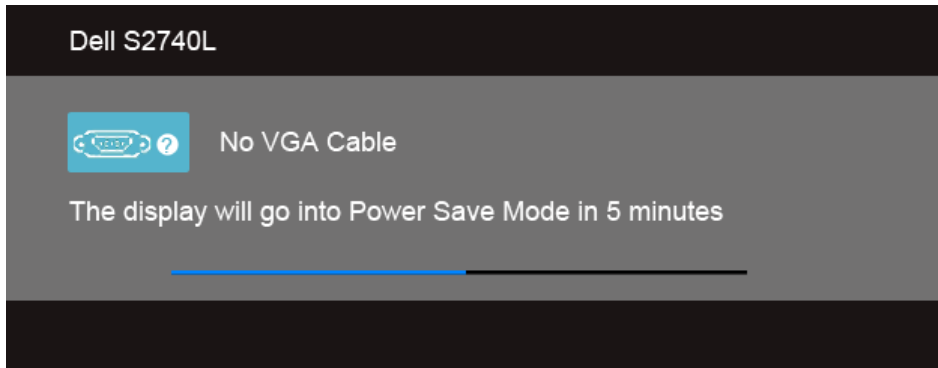 Dell S2740L
? No VGA Cable
The display will go into Power Save Mode in 5 minutes